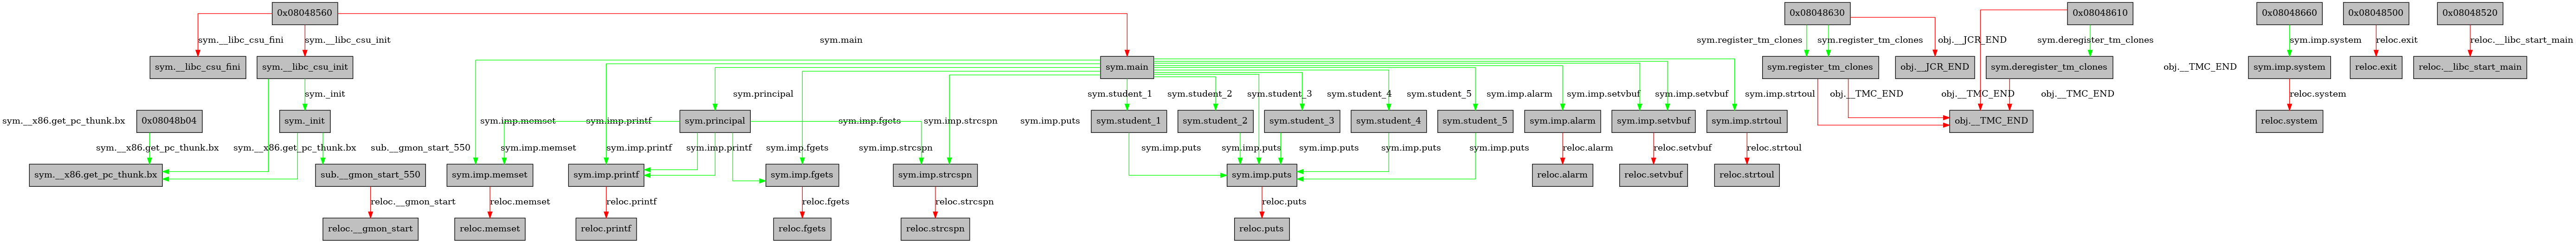 0x08048560
0x08048630
0x08048610
0x08048660
0x08048500
0x08048520
sym.__libc_csu_fini
sym.__libc_csu_init
sym.main
sym.register_tm_clones
sym.register_tm_clones
obj.__JCR_END
sym.deregister_tm_clones
sym.imp.system
reloc.exit
reloc.__libc_start_main
sym.__libc_csu_fini
sym.__libc_csu_init
sym.main
sym.register_tm_clones
obj.__JCR_END
sym.deregister_tm_clones
obj.__TMC_END
sym.imp.system
reloc.exit
reloc.__libc_start_main
sym._init
sym.principal
sym.student_1
sym.student_2
sym.student_3
sym.student_4
sym.student_5
sym.imp.alarm
sym.imp.setvbuf
sym.imp.setvbuf
sym.imp.strtoul
obj.__TMC_END
obj.__TMC_END
obj.__TMC_END
reloc.system
sym.__x86.get_pc_thunk.bx
0x08048b04
sym._init
sym.imp.memset
sym.imp.printf
sym.principal
sym.imp.fgets
sym.imp.strcspn
sym.imp.puts
sym.student_1
sym.student_2
sym.student_3
sym.student_4
sym.student_5
sym.imp.alarm
sym.imp.setvbuf
sym.imp.strtoul
obj.__TMC_END
reloc.system
sym.__x86.get_pc_thunk.bx
sym.__x86.get_pc_thunk.bx
sub.__gmon_start_550
sym.imp.memset
sym.imp.printf
sym.imp.printf
sym.imp.fgets
sym.imp.strcspn
sym.imp.puts
sym.imp.puts
sym.imp.puts
sym.imp.puts
sym.imp.puts
reloc.alarm
reloc.setvbuf
reloc.strtoul
sym.__x86.get_pc_thunk.bx
sub.__gmon_start_550
sym.imp.memset
sym.imp.printf
sym.imp.fgets
sym.imp.strcspn
sym.imp.puts
reloc.alarm
reloc.setvbuf
reloc.strtoul
reloc.__gmon_start
reloc.memset
reloc.printf
reloc.fgets
reloc.strcspn
reloc.puts
reloc.__gmon_start
reloc.memset
reloc.printf
reloc.fgets
reloc.strcspn
reloc.puts